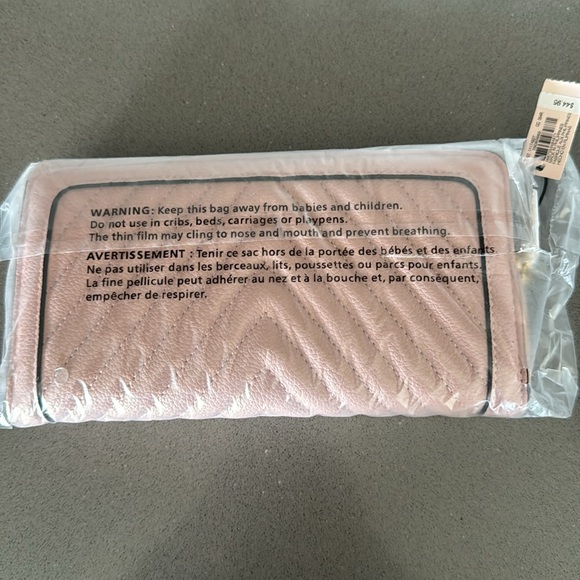 $44.95
WARNING: Keep this bag away from babies and children.
Do not use in cribs, beds, carriages or playpens.
The thin film may cling to nose and mouth and prevent breathing.
AVERTISSEMENT : Tenir ce sac hors de la portée des bébés et des enfants
Ne pas utiliser dans les berceaux, lits, poussettes ou parcs pour enfants.
La fine pellicule peut adhérer au nez et à la bouche et, par conséquent,
empêcher de respirer.